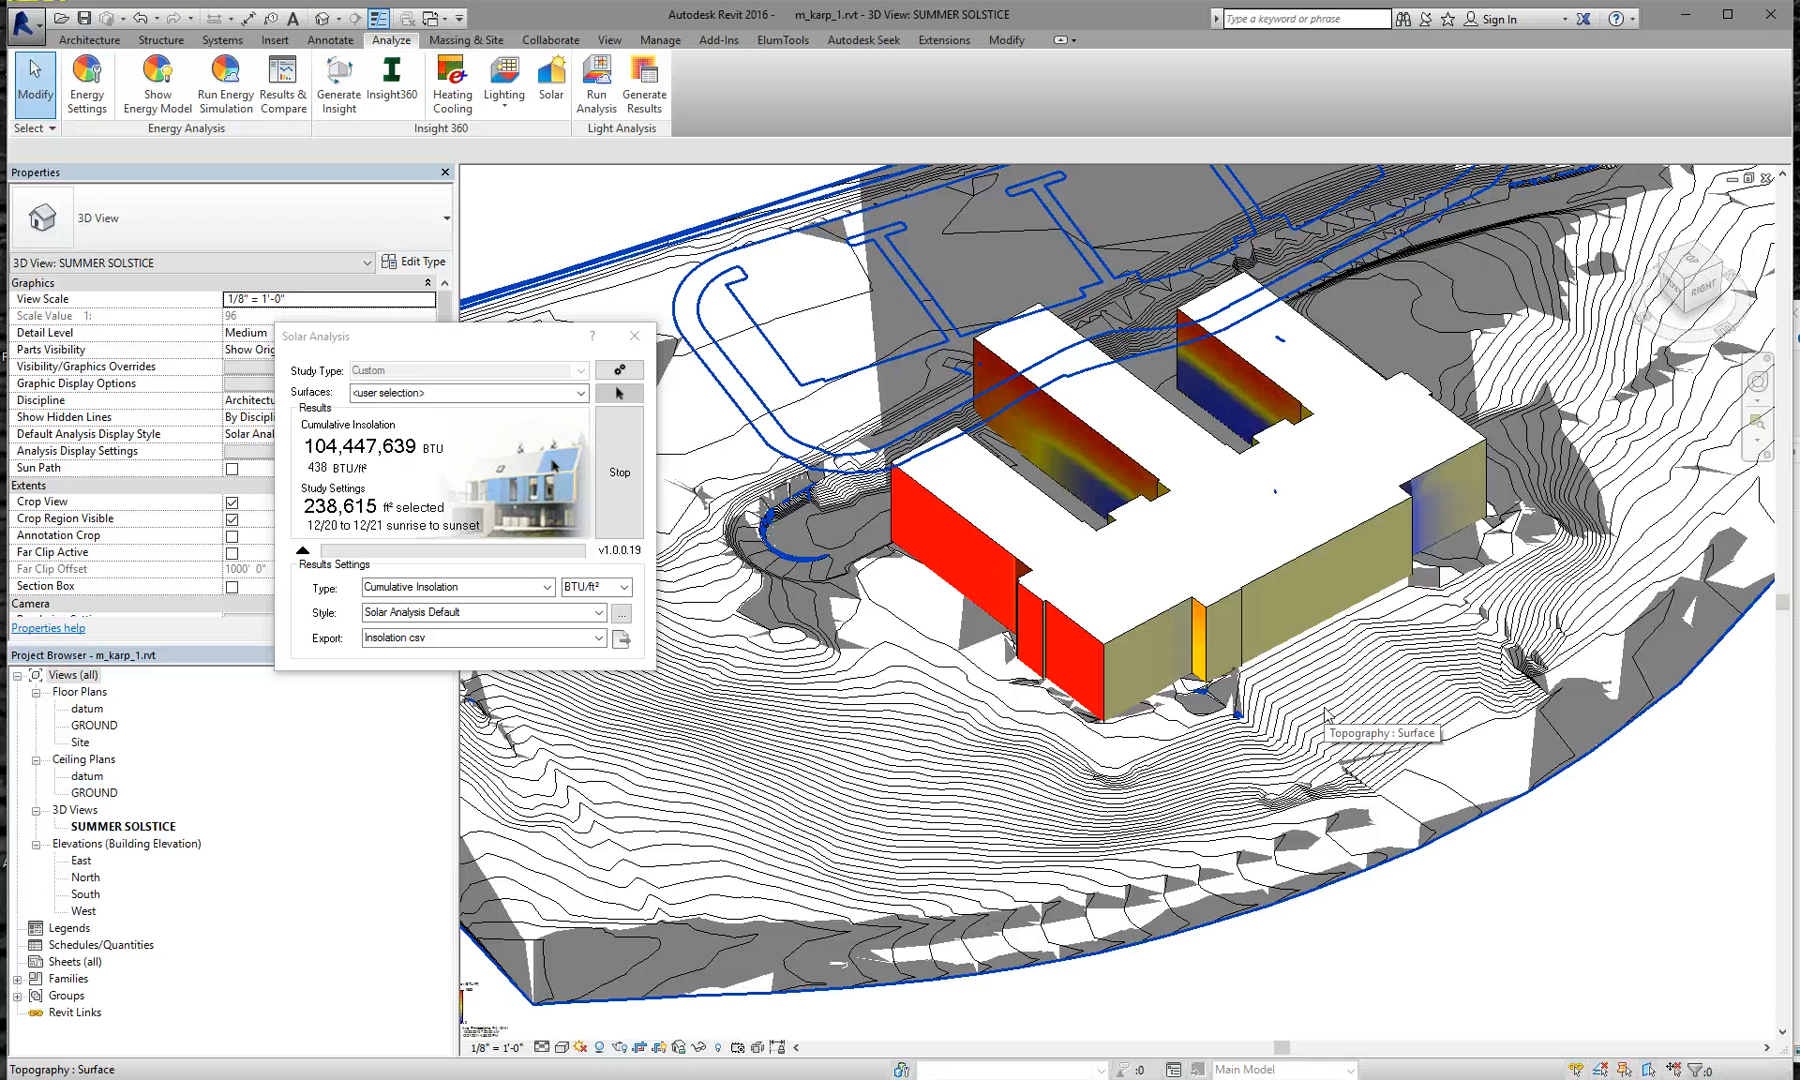 Autodesk Revit 2016 - m_karp_1.rvt - 3D View: SUMMER SOLSTICE
Type a keyword or phrase
Sign In
Architecture Structure Systems Insert Annotate Analyze Massing & Site Collaborate View Manage Add-Ins ElumTools Autodesk Seek Extensions Modify
Modify
Energy Settings
Show Energy Model
Run Energy Simulation
Results & Compare
Generate Insight
Insight360
Heating Cooling
Lighting
Solar
Run Analysis
Generate Results
Select
Energy Analysis
Insight 360
Light Analysis
Properties
3D View
3D View: SUMMER SOLSTICE
Edit Type
Graphics
View Scale 1/8" = 1'-0"
Scale Value 1: 96
Detail Level Medium
Parts Visibility Show Orig
Visibility/Graphics Overrides
Graphic Display Options
Discipline Architectu
Show Hidden Lines By Discipli
Default Analysis Display Style Solar Anal
Analysis Display Settings
Sun Path
Extents
Crop View
Crop Region Visible
Annotation Crop
Far Clip Active
Far Clip Offset 1000' 0"
Section Box
Camera
Properties help
Project Browser - m_karp_1.rvt
Views (all)
Floor Plans
datum
GROUND
Site
Ceiling Plans
datum
GROUND
3D Views
SUMMER SOLSTICE
Elevations (Building Elevation)
East
North
South
West
Legends
Schedules/Quantities
Sheets (all)
Families
Groups
Revit Links
Solar Analysis
Study Type: Custom
Surfaces: <user selection>
Results
Cumulative Insolation
104,447,639 BTU
438 BTU/ft²
Study Settings
238,615 ft² selected
12/20 to 12/21 sunrise to sunset
Stop
v1.0.0.19
Results Settings
Type: Cumulative Insolation BTU/ft²
Style: Solar Analysis Default ...
Export: Insolation csv
RIGHT
Topography : Surface
1/8" = 1'-0"
Topography : Surface
:0
Main Model
:0